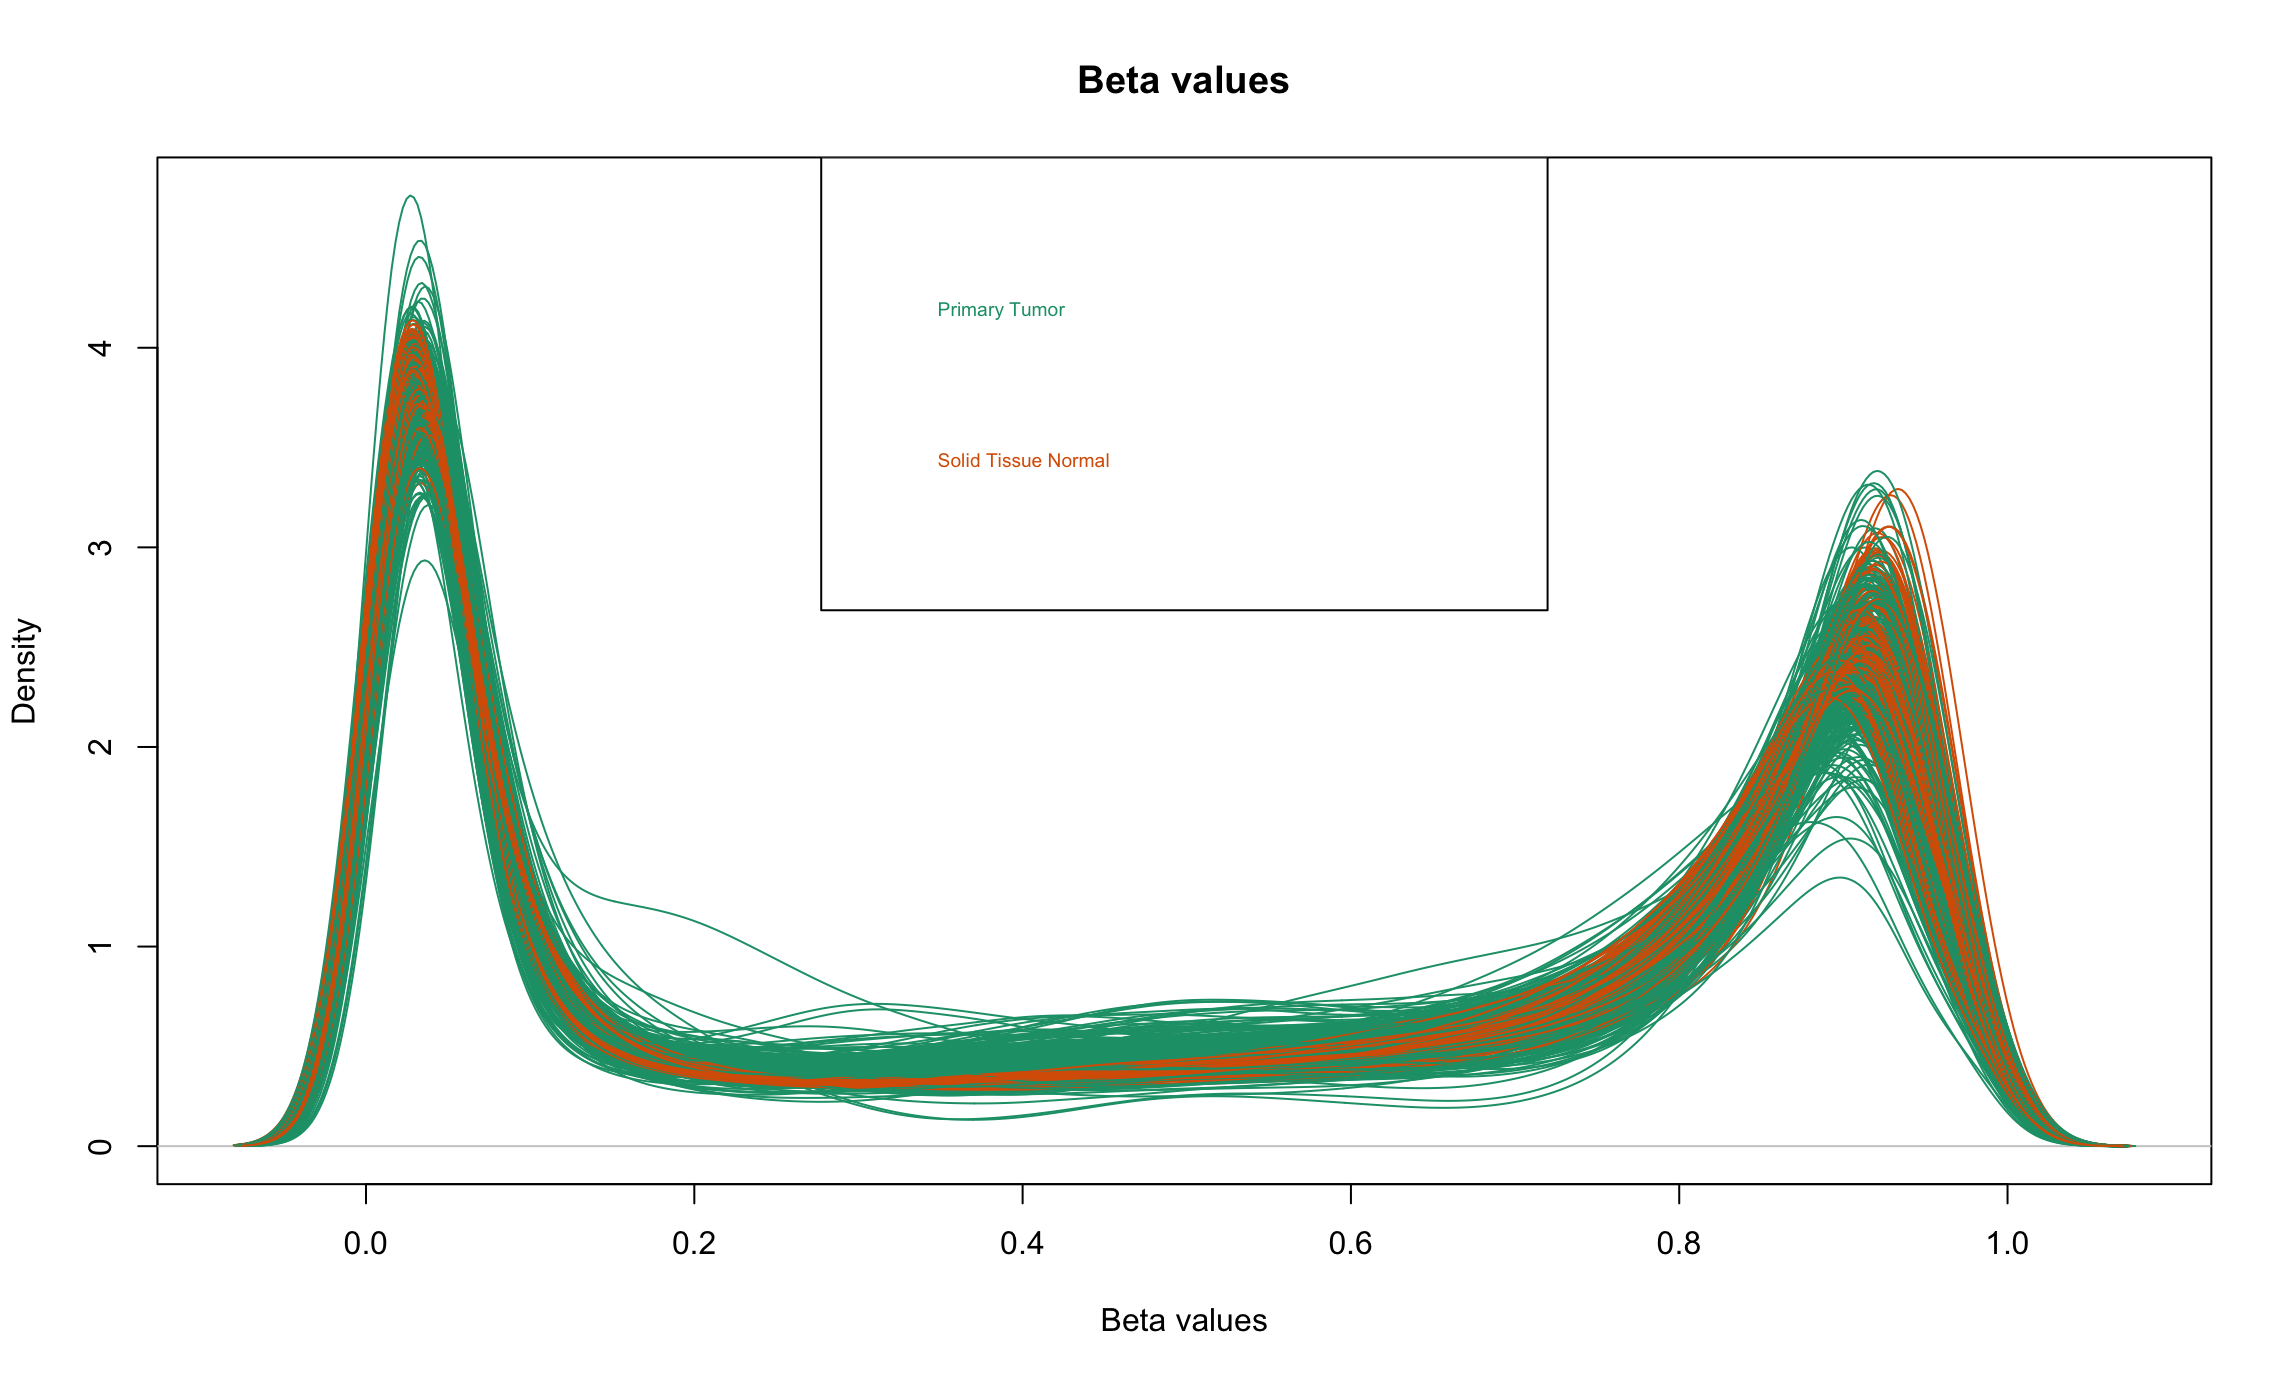 Beta values
Primary Tumor
Solid Tissue Normal
Density
4
3
2
1
0
0.0 0.2 0.4 0.6 0.8 1.0
Beta values